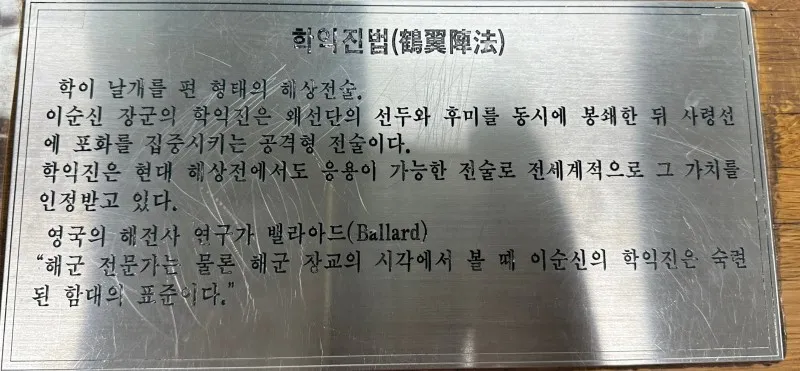 학익진법(鶴翼陣法)
학이 날개를 편 형태의 해상전술.
이순신 장군의 학익진은 왜선단의 선두와 후미를 동시에 봉쇄한 뒤 사령선
에 포화를 집중시키는 공격형 전술이다.
학익진은 현대 해상전에서도 응용이 가능한 전술로 전세계적으로 그 가치를
인정받고 있다.
영국의 해전사 연구가 밸라아드(Ballard)
“해군 전문가는 물론 해군 장교의 시각에서 볼 때 이순신의 학익진은 숙련
된 함대의 표준이다.”